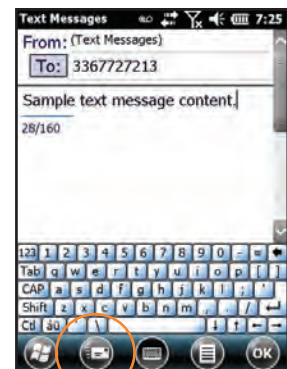 Text Messages 7:25
From: (Text Messages)
To: 3367727213
Sample text message content.
28/160
123 1 2 3 4 5 6 7 8 9 0 - =
Tab q w e r t y u i o p [ ]
CAP a s d f g h j k l ; '
Shift z x c v b n m , . /
Ctl áü ` \
OK